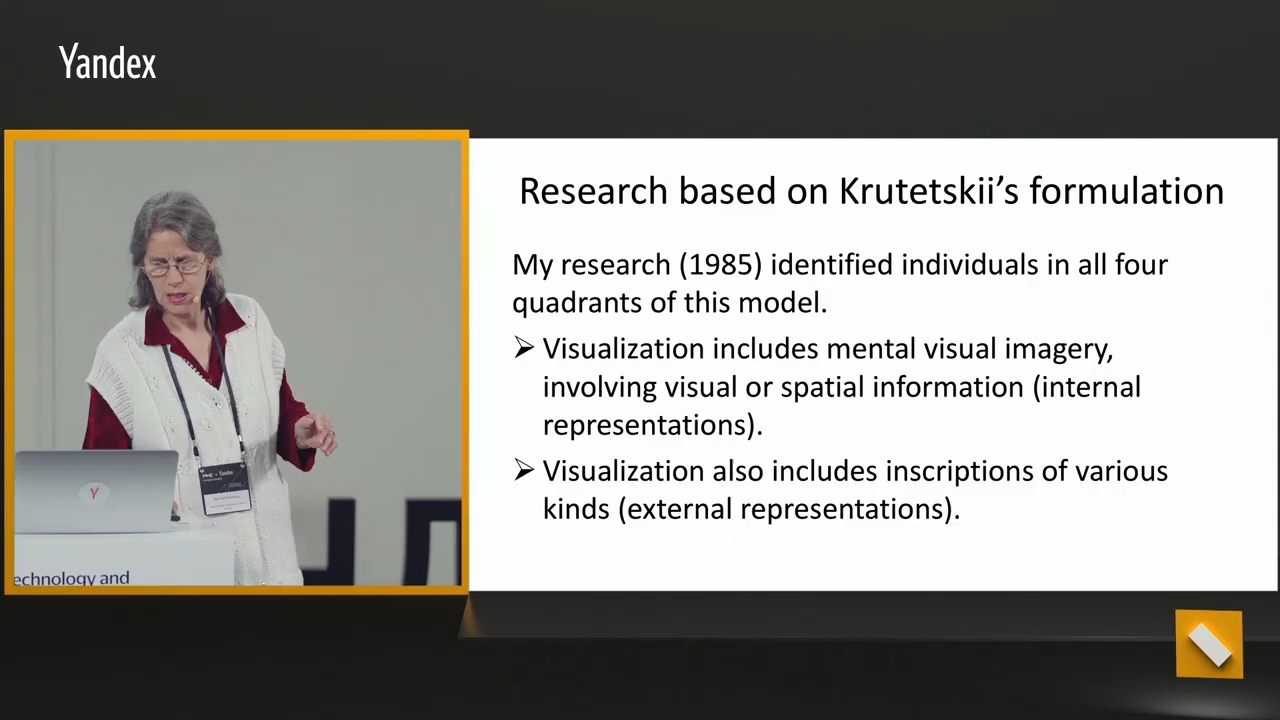 Yandex
Research based on Krutetskii's formulation
My research (1985) identified individuals in all four
quadrants of this model.
➢ Visualization includes mental visual imagery,
involving visual or spatial information (internal
representations).
➢ Visualization also includes inscriptions of various
kinds (external representations).
Y
echnology and